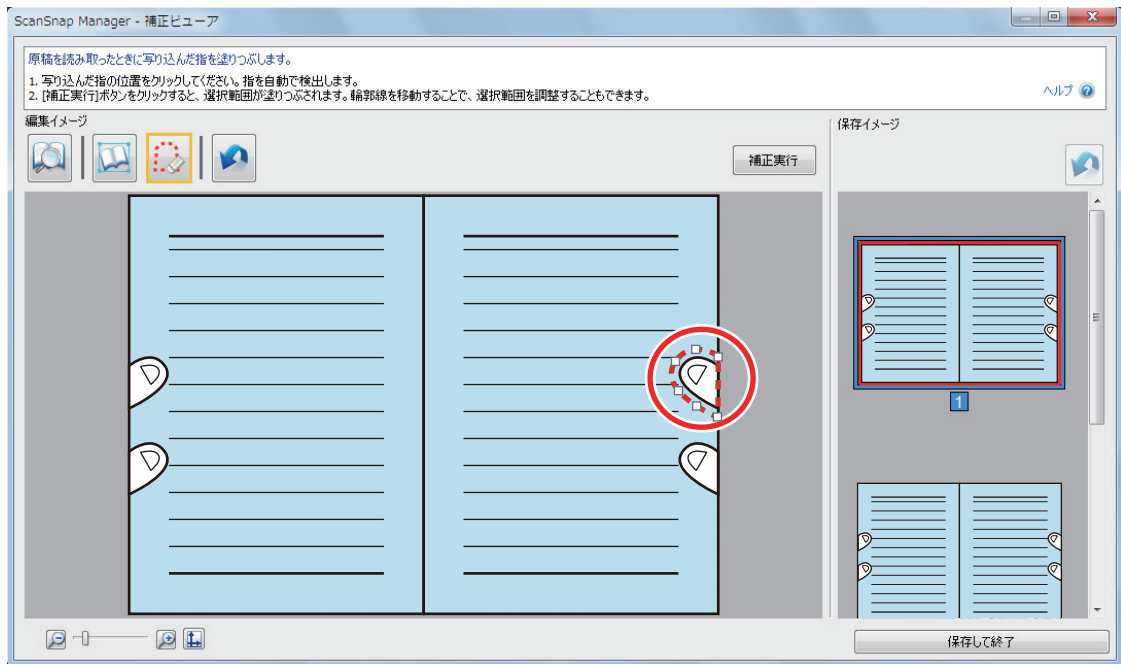 ScanSnap Manager - 補正ビューア
原稿を読み取ったときに写り込んだ指を塗りつぶします。
1. 写り込んだ指の位置をクリックしてください。指を自動で検出します。
2. [補正実行]ボタンをクリックすると、選択範囲が塗りつぶされます。輪郭線を移動することで、選択範囲を調整することもできます。
ヘルプ
編集イメージ
保存イメージ
補正実行
1
保存して終了